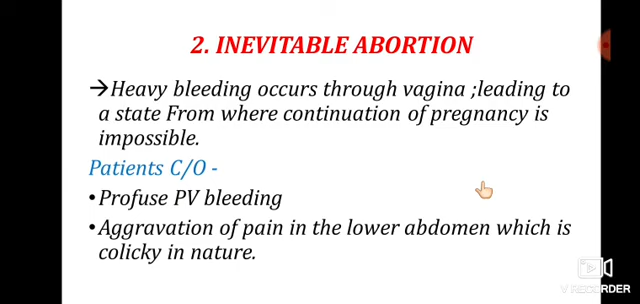 2. INEVITABLE ABORTION
→Heavy bleeding occurs through vagina ;leading to
a state From where continuation of pregnancy is
impossible.
Patients C/O -
•Profuse PV bleeding
•Aggravation of pain in the lower abdomen which is
colicky in nature.
V RECORDER